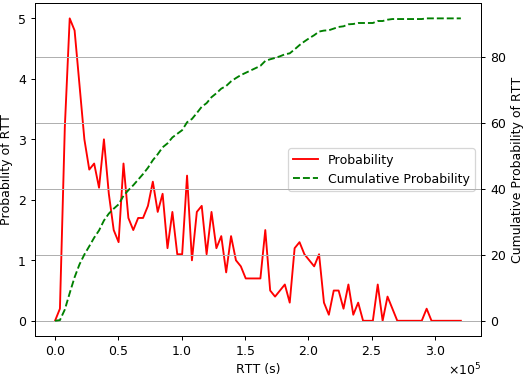 Probability of RTT
5
4
3
2
1
0
Probability
Cumulative Probability
80
60
40
20
0
Cumulative Probability of RTT
0.0 0.5 1.0 1.5 2.0 2.5 3.0
RTT (s)
×10⁵